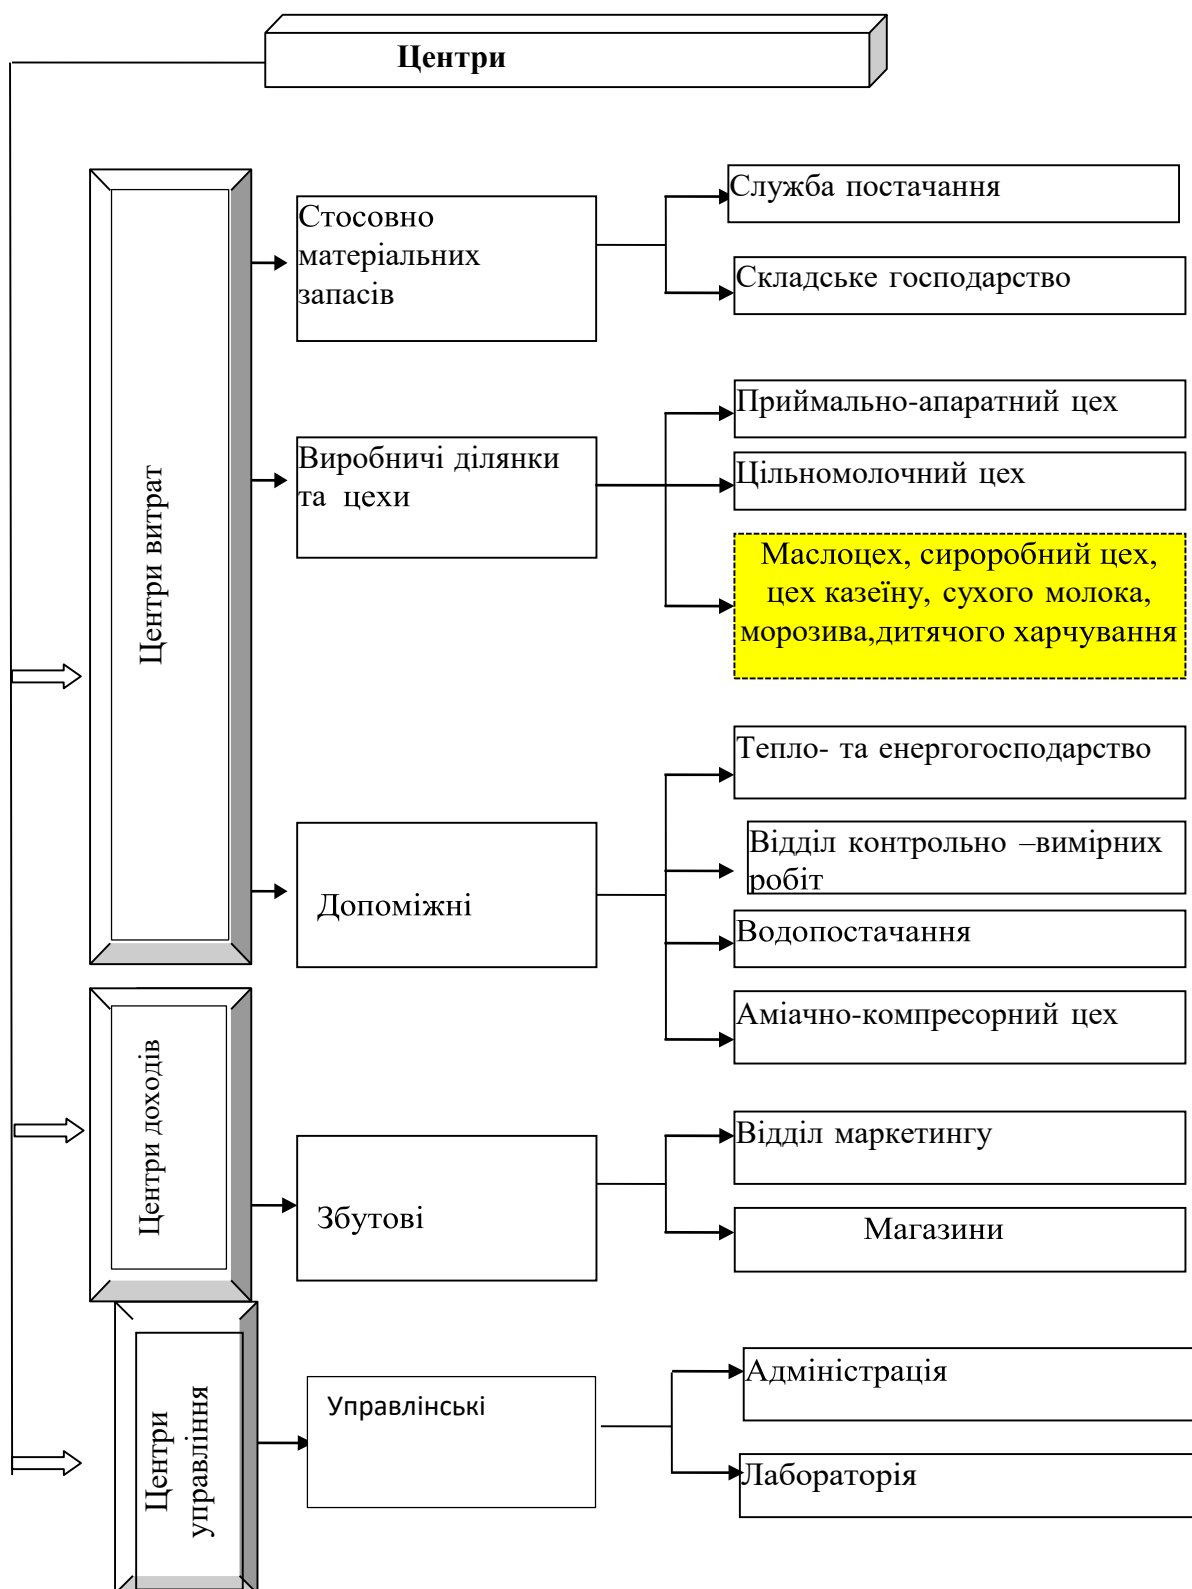 Центри
Центри витрат
Стосовно
матеріальних
запасів
Служба постачання
Складське господарство
Виробничі ділянки
та цехи
Приймально-апаратний цех
Цільномолочний цех
Маслоцех, сироробний цех,
цех казеїну, сухого молока,
морозива,дитячого харчування
Допоміжні
Тепло- та енергогосподарство
Відділ контрольно –вимірних
робіт
Водопостачання
Аміачно-компресорний цех
Центри доходів
Збутові
Відділ маркетингу
Магазини
Центри
управління
Управлінські
Адміністрація
Лабораторія